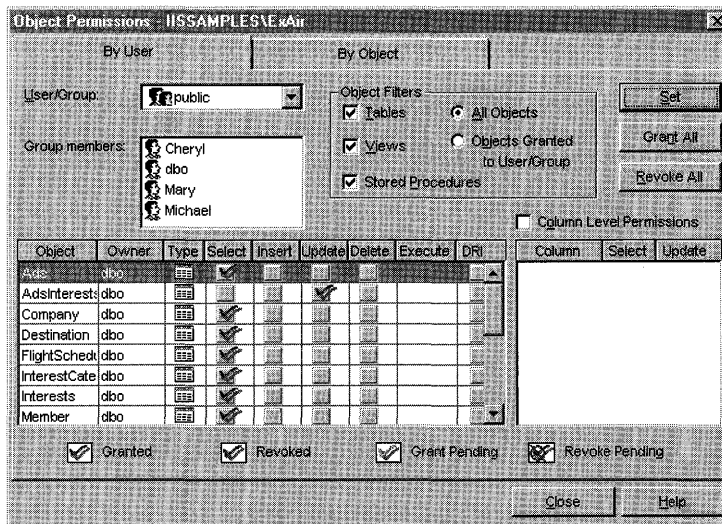 Object Permissions - IISSAMPLES\ExAir
By User
By Object
User/Group:
public
Object Filters
Tables
All Objects
Views
Objects Granted
to User/Group
Stored Procedures
Set
Grant All
Revoke All
Group members:
Cheryl
dbo
Mary
Michael
Column Level Permissions
Object Owner Type Select Insert Update Delete Execute DRI
Column Select Update
Ads dbo
AdsInterests dbo
Company dbo
Destination dbo
FlightSchedu dbo
InterestCate dbo
Interests dbo
Member dbo
Granted Revoked Grant Pending Revoke Pending
Close Help